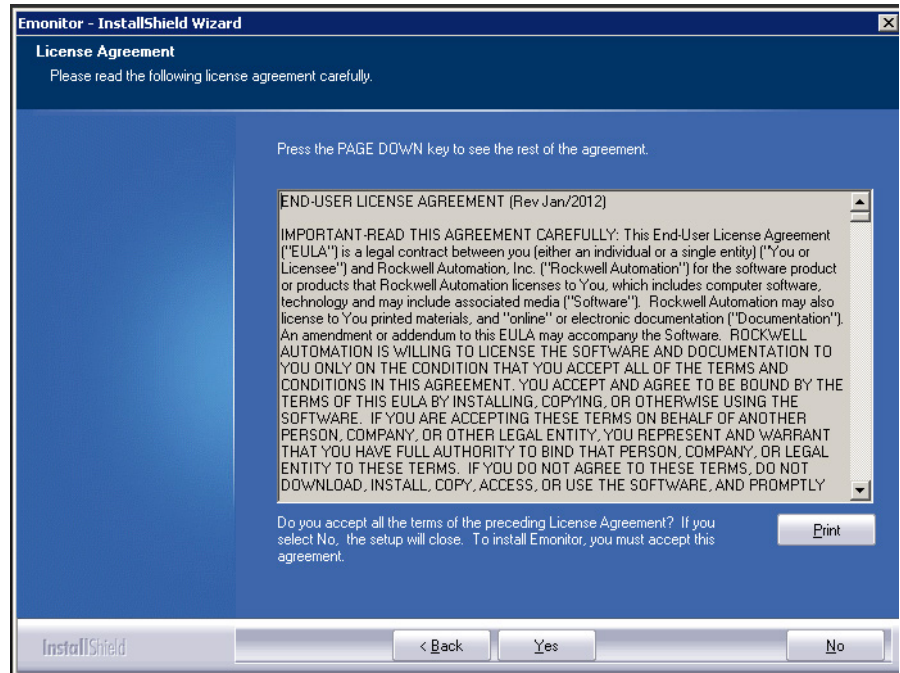 Emonitor - InstallShield Wizard
License Agreement
Please read the following license agreement carefully.
Press the PAGE DOWN key to see the rest of the agreement.
END-USER LICENSE AGREEMENT (Rev Jan/2012)
IMPORTANT-READ THIS AGREEMENT CAREFULLY: This End-User License Agreement
("EULA") is a legal contract between you (either an individual or a single entity) ("You or
Licensee") and Rockwell Automation, Inc. ("Rockwell Automation") for the software product
or products that Rockwell Automation licenses to You, which includes computer software,
technology and may include associated media ("Software").  Rockwell Automation may also
license to You printed materials, and "online" or electronic documentation ("Documentation").
An amendment or addendum to this EULA may accompany the Software.  ROCKWELL
AUTOMATION IS WILLING TO LICENSE THE SOFTWARE AND DOCUMENTATION TO
YOU ONLY ON THE CONDITION THAT YOU ACCEPT ALL OF THE TERMS AND
CONDITIONS IN THIS AGREEMENT. YOU ACCEPT AND AGREE TO BE BOUND BY THE
TERMS OF THIS EULA BY INSTALLING, COPYING, OR OTHERWISE USING THE
SOFTWARE.  IF YOU ARE ACCEPTING THESE TERMS ON BEHALF OF ANOTHER
PERSON, COMPANY, OR OTHER LEGAL ENTITY, YOU REPRESENT AND WARRANT
THAT YOU HAVE FULL AUTHORITY TO BIND THAT PERSON, COMPANY, OR LEGAL
ENTITY TO THESE TERMS.  IF YOU DO NOT AGREE TO THESE TERMS, DO NOT
DOWNLOAD, INSTALL, COPY, ACCESS, OR USE THE SOFTWARE, AND PROMPTLY
Do you accept all the terms of the preceding License Agreement?  If you
select No,  the setup will close.  To install Emonitor, you must accept this
agreement.
Print
InstallShield
< Back
Yes
No